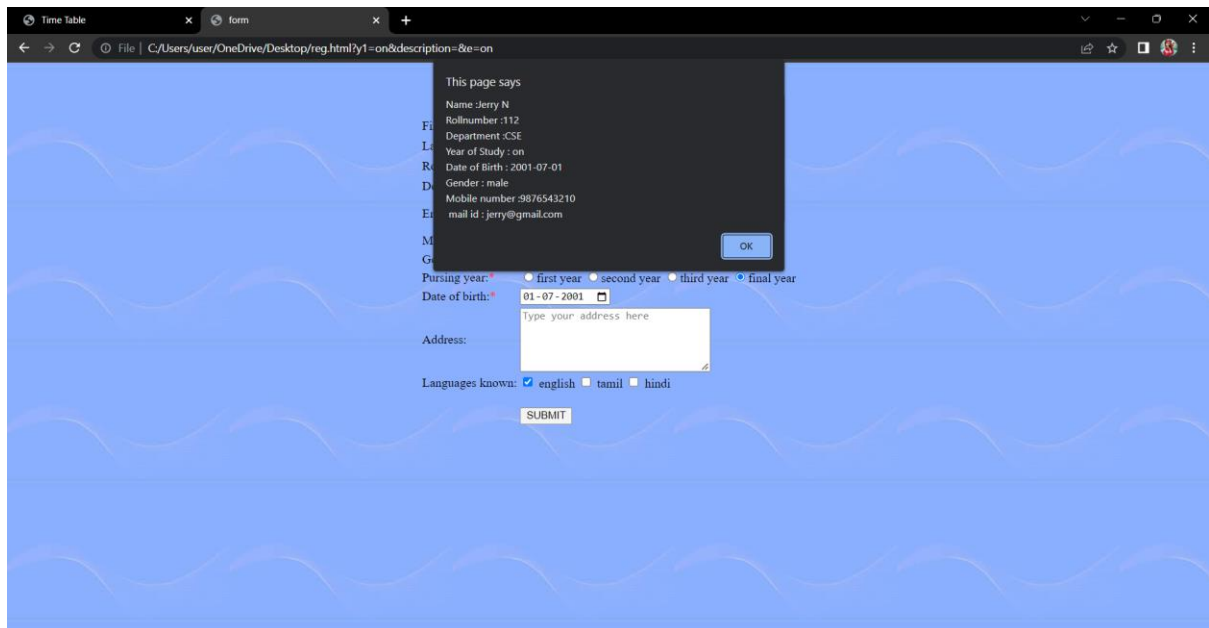 Time Table
form
File | C:/Users/user/OneDrive/Desktop/reg.html?y1=on&description=&e=on
This page says
Name :Jerry N
Rollnumber :112
Department :CSE
Year of Study : on
Date of Birth : 2001-07-01
Gender : male
Mobile number :9876543210
mail id : jerry@gmail.com
OK
Pursing year:* first year second year third year final year
Date of birth:* 01-07-2001
Type your address here
Address:
Languages known: english tamil hindi
SUBMIT